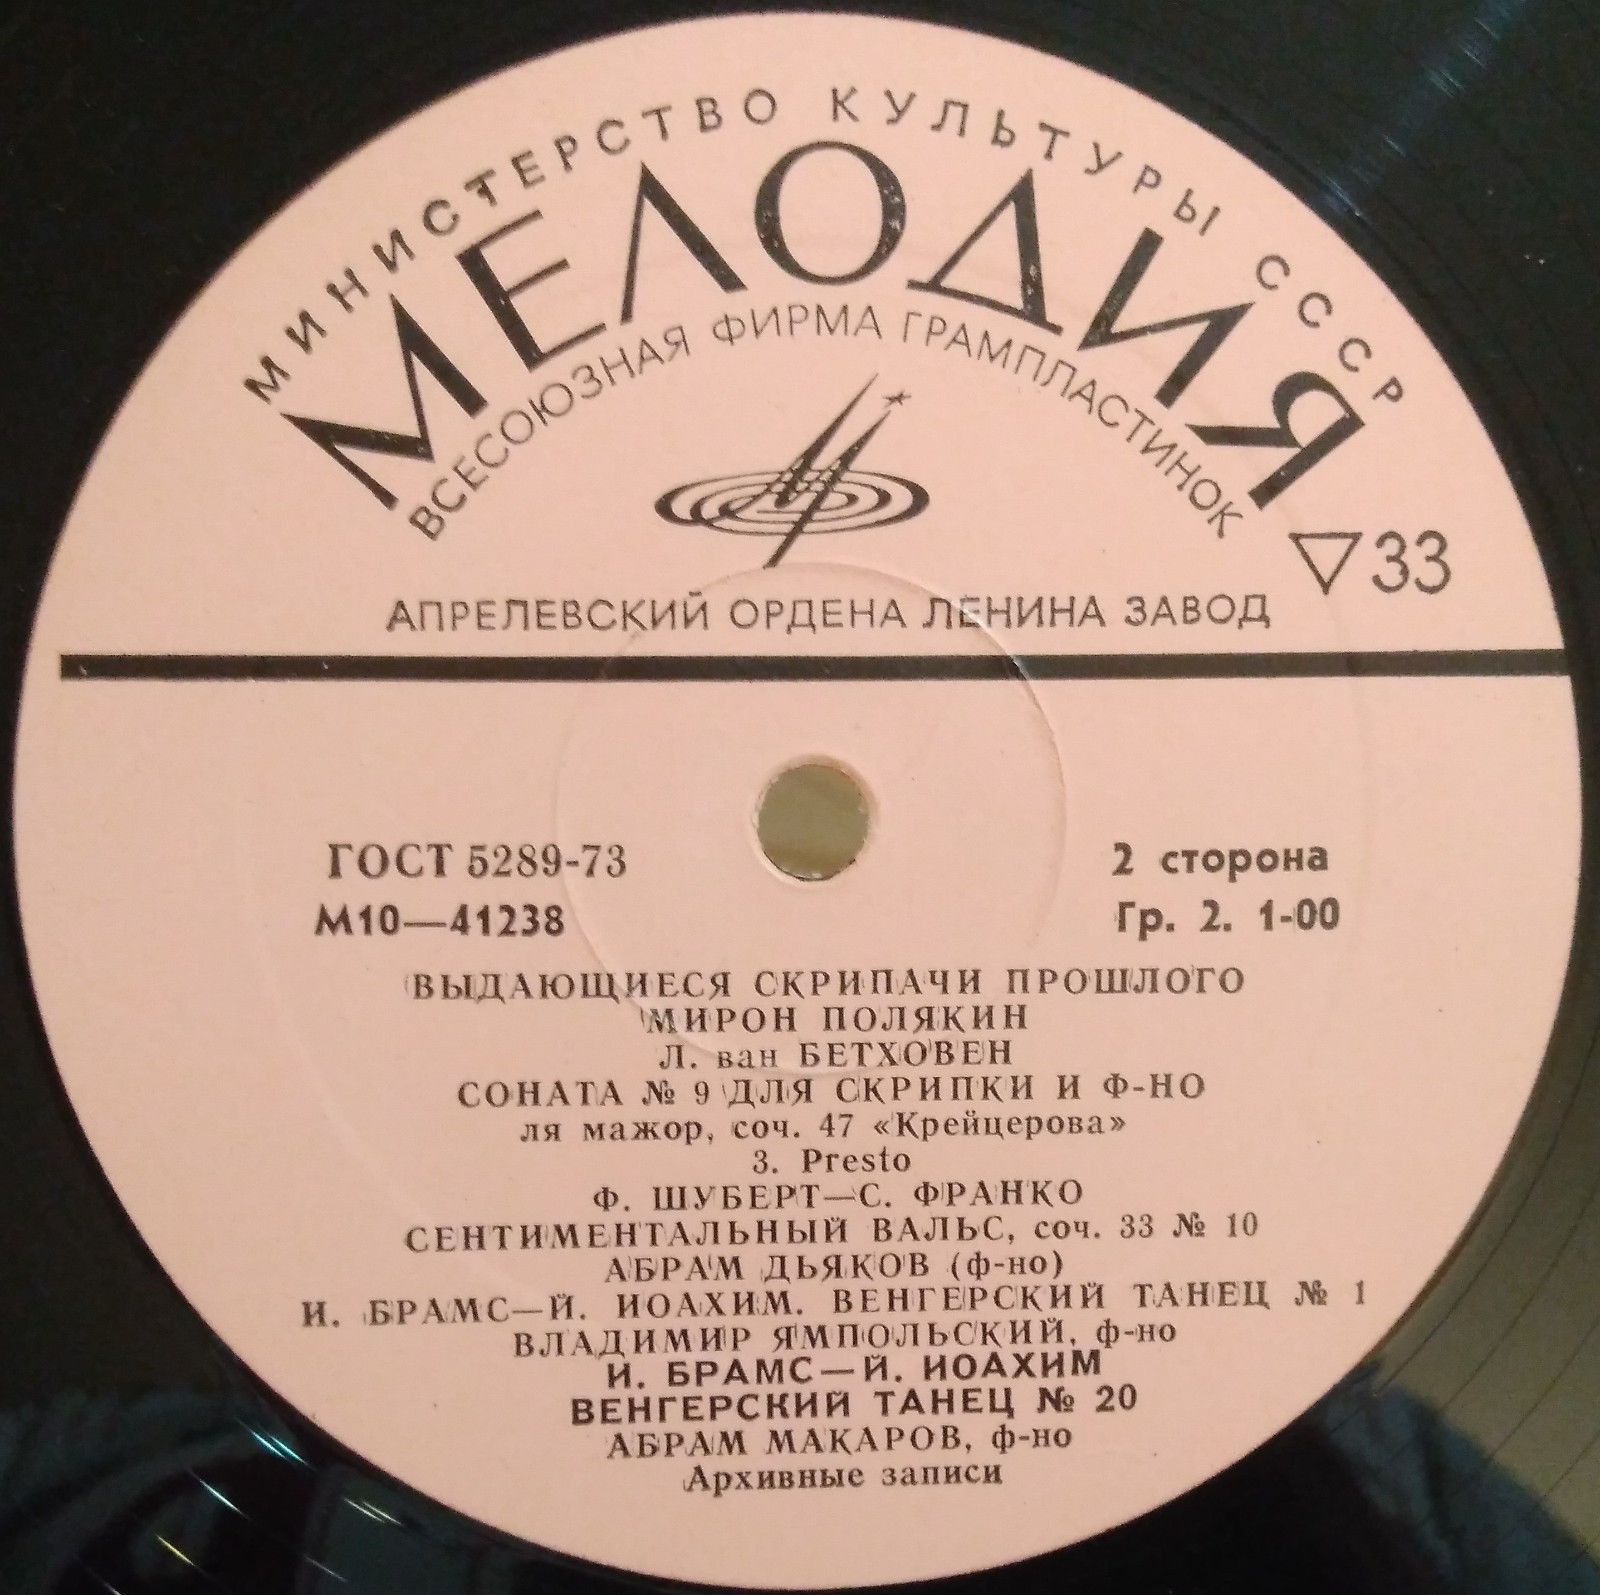 МИНИСТЕРСТВО КУЛЬТУРЫ СССР
МЕЛОДИЯ
ВСЕСОЮЗНАЯ ФИРМА ГРАМПЛАСТИНОК
▽33
АПРЕЛЕВСКИЙ ОРДЕНА ЛЕНИНА ЗАВОД
ГОСТ 5289-73
2 сторона
М10—41238
Гр. 2. 1-00
ВЫДАЮЩИЕСЯ СКРИПАЧИ ПРОШЛОГО
МИРОН ПОЛЯКИН
Л. ван БЕТХОВЕН
СОНАТА № 9 ДЛЯ СКРИПКИ И Ф-НО
ля мажор, соч. 47 «Крейцерова»
3. Presto
Ф. ШУБЕРТ—С. ФРАНКО
СЕНТИМЕНТАЛЬНЫЙ ВАЛЬС, соч. 33 № 10
АБРАМ ДЬЯКОВ (ф-но)
И. БРАМС—Й. ИОАХИМ. ВЕНГЕРСКИЙ ТАНЕЦ № 1
ВЛАДИМИР ЯМПОЛЬСКИЙ, ф-но
И. БРАМС—Й. ИОАХИМ
ВЕНГЕРСКИЙ ТАНЕЦ № 20
АБРАМ МАКАРОВ, ф-но
Архивные записи